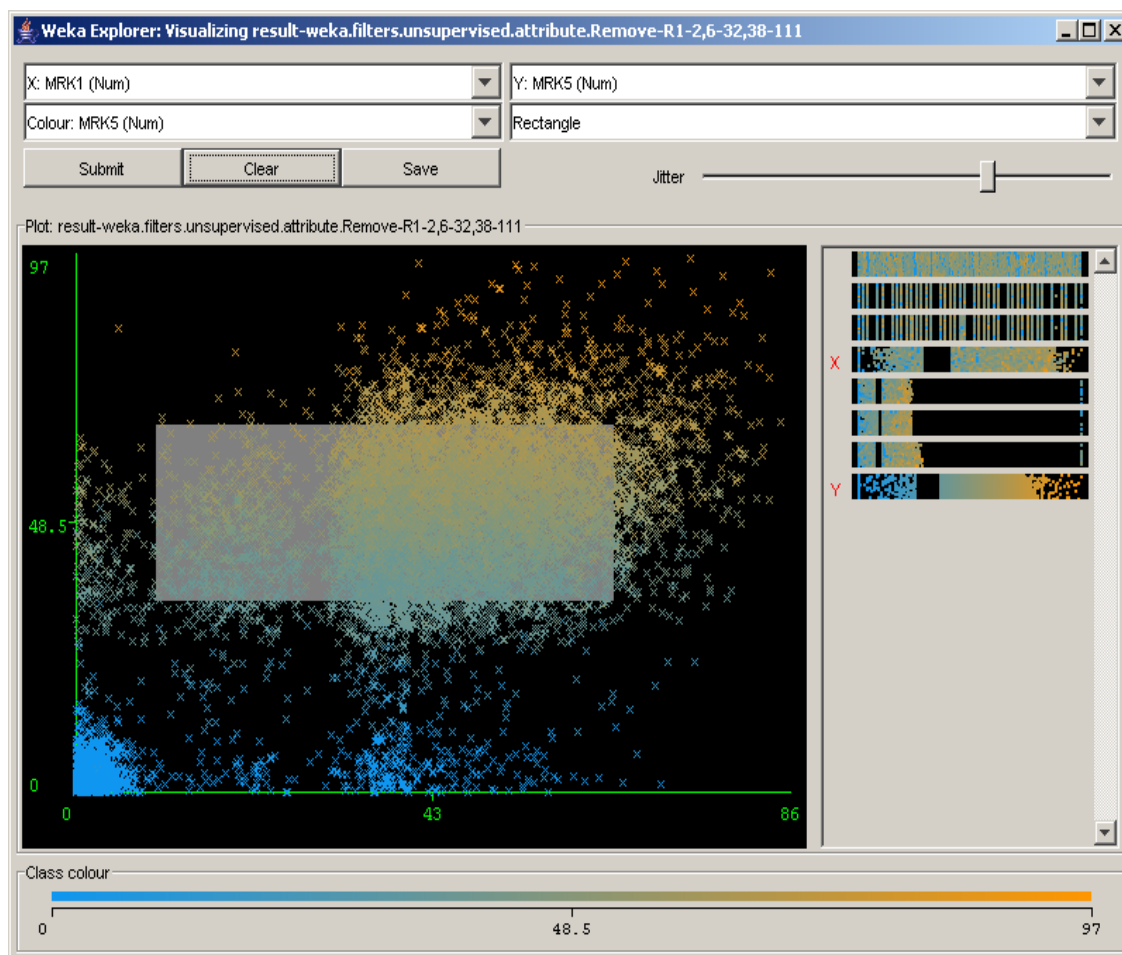 Weka Explorer: Visualizing result-weka.filters.unsupervised.attribute.Remove-R1-2,6-32,38-111
X: MRK1 (Num) Y: MRK5 (Num)
Colour: MRK5 (Num) Rectangle
Submit Clear Save Jitter
Plot: result-weka.filters.unsupervised.attribute.Remove-R1-2,6-32,38-111
97
X
Y
48.5
0
0 43 86
Class colour
0 48.5 97